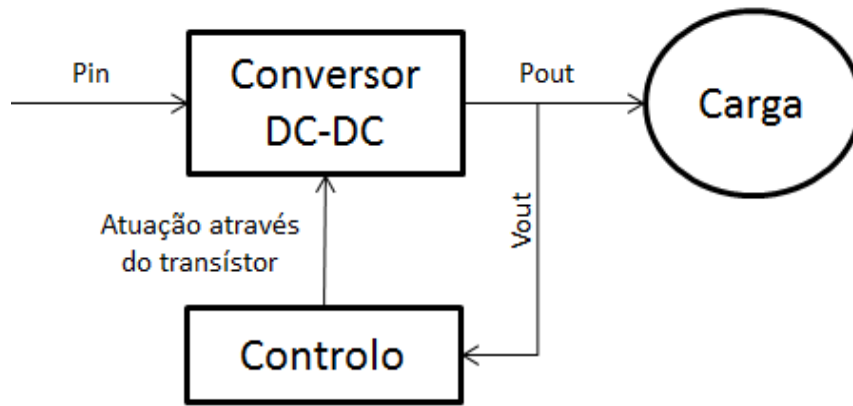 Pin
Conversor
DC-DC
Pout
Carga
Atuação através
do transístor
Vout
Controlo